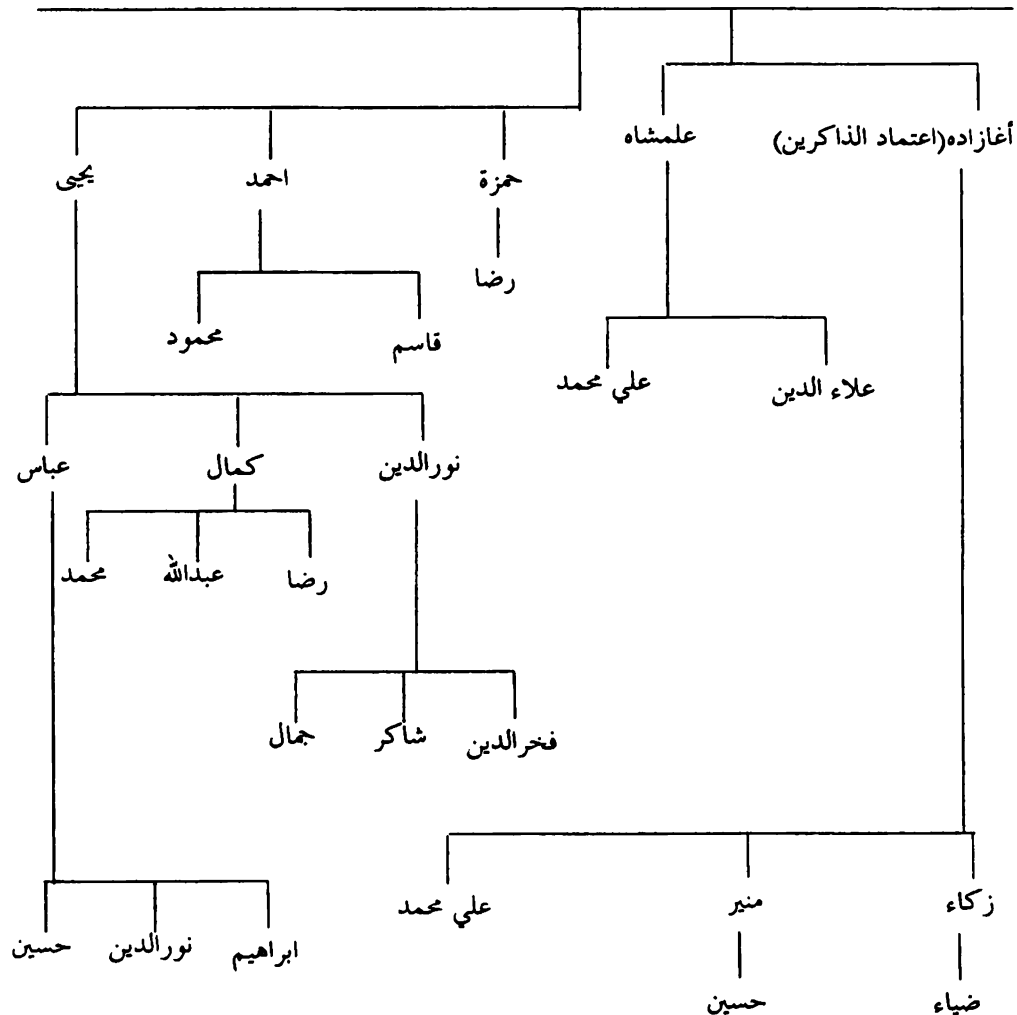 أغازاده(اعتماد الذاكرين) علمشاه
حمزة احمد يحيى
رضا
قاسم محمود
علاء الدين علي محمد
نورالدين كمال عباس
رضا عبدالله محمد
فخرالدين شاكر جمال
زكاء منير علي محمد
ابراهيم نورالدين حسين
ضياء حسين